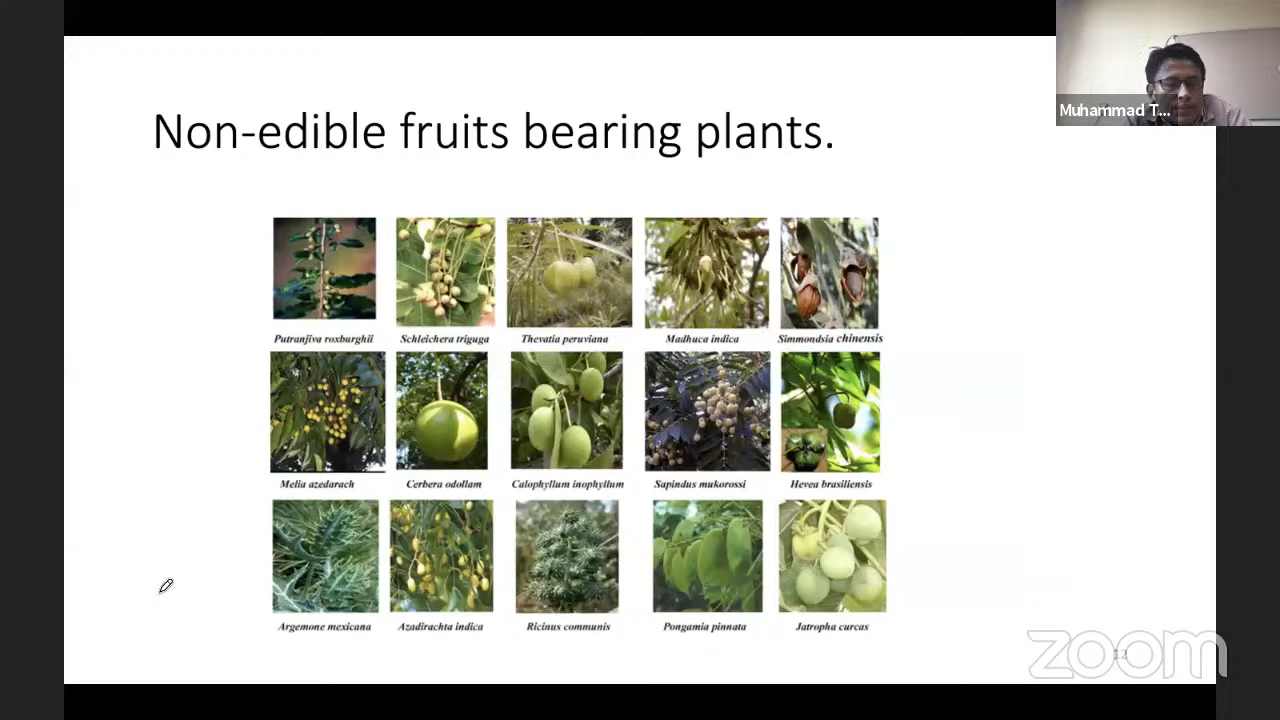 Muhammad T...
Non-edible fruits bearing plants.
Putranjiva roxburghii
Schleichera triguga
Thevatia peruviana
Madhuca indica
Simmondsia chinensis
Melia azedarach
Cerbera odollam
Calophyllum inophyllum
Sapindus mukorossi
Hevea brasiliensis
Argemone mexicana
Azadirachta indica
Ricinus communis
Pongamia pinnata
Jatropha curcas
12
zoom